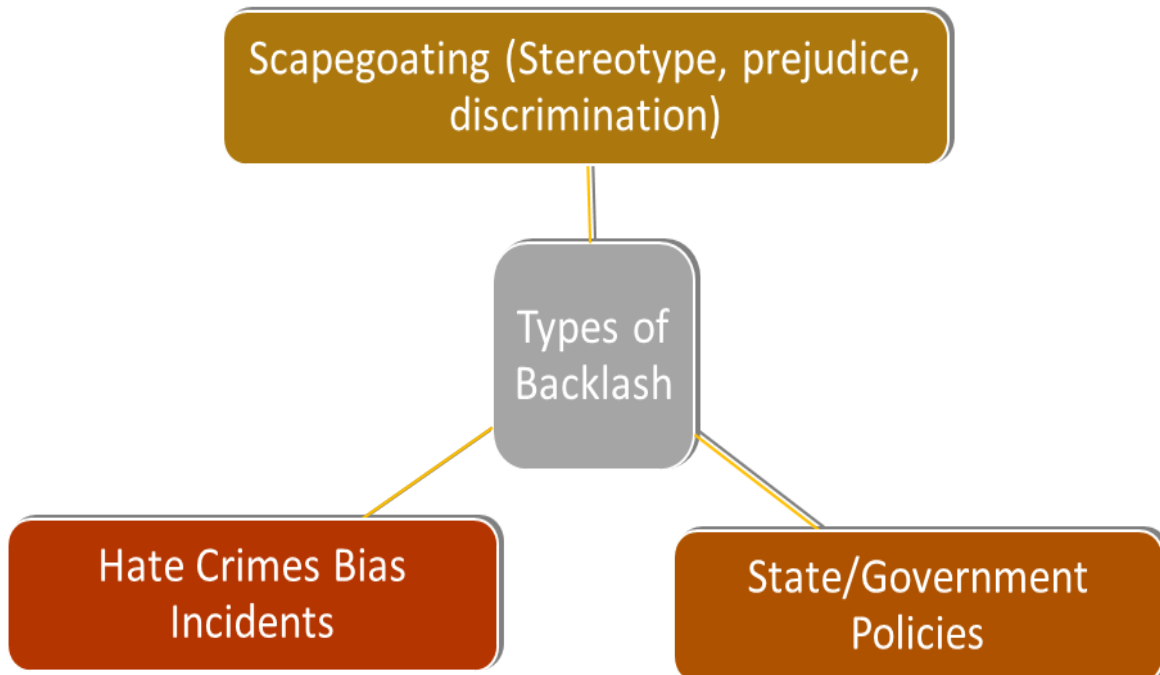 Scapegoating (Stereotype, prejudice,
discrimination)
Types of
Backlash
Hate Crimes Bias
Incidents
State/Government
Policies